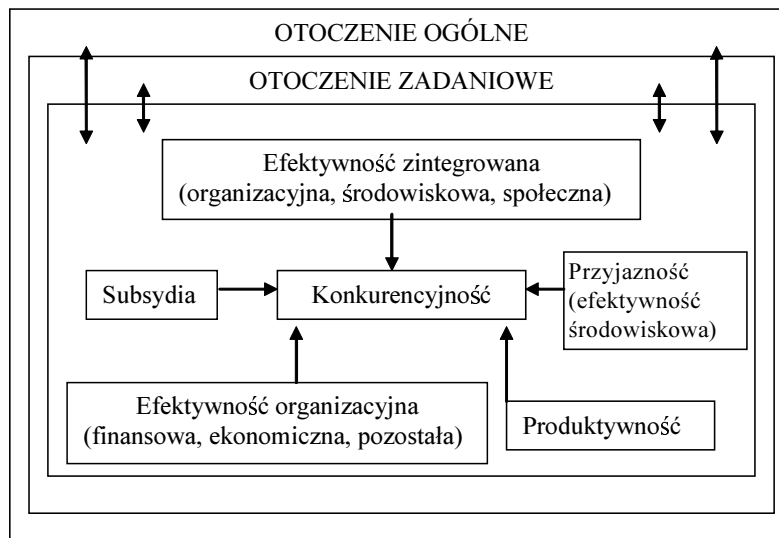 OTOCZENIE OGÓLNE
OTOCZENIE ZADANIOWE
Efektywność zintegrowana
(organizacyjna, środowiskowa, społeczna)
Subsydia
Konkurencyjność
Przyjazność
(efektywność
środowiskowa)
Efektywność organizacyjna
(finansowa, ekonomiczna, pozostała)
Produktywność